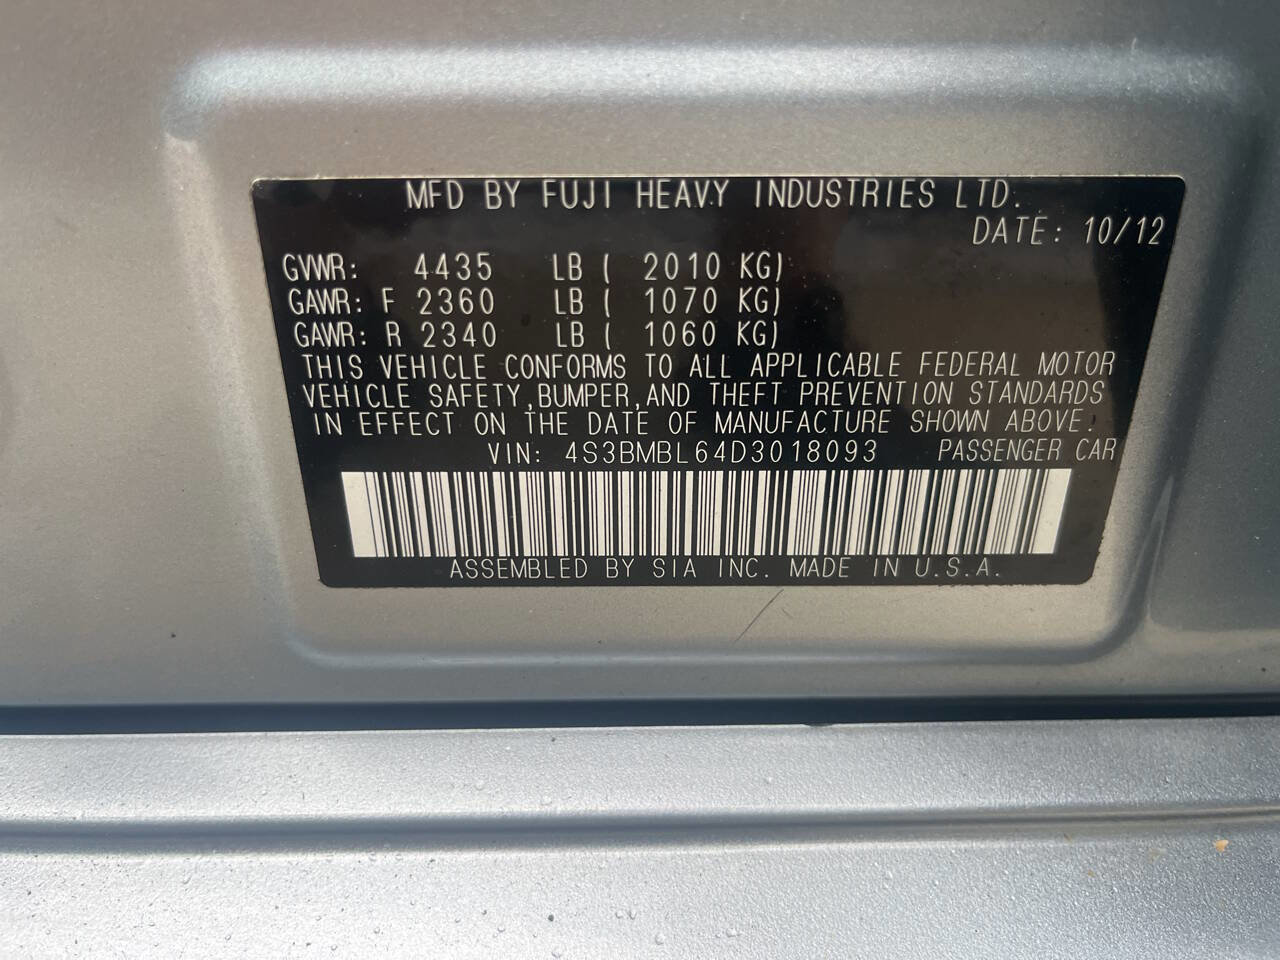 MFD BY FUJI HEAVY INDUSTRIES LTD.
DATE: 10/12
GVWR: 4435 LB ( 2010 KG)
GAWR: F 2360 LB ( 1070 KG)
GAWR: R 2340 LB ( 1060 KG)
THIS VEHICLE CONFORMS TO ALL APPLICABLE FEDERAL MOTOR
VEHICLE SAFETY,BUMPER,AND THEFT PREVENTION STANDARDS
IN EFFECT ON THE DATE OF MANUFACTURE SHOWN ABOVE.
VIN: 4S3BMBL64D3018093 PASSENGER CAR
ASSEMBLED BY SIA INC. MADE IN U.S.A.